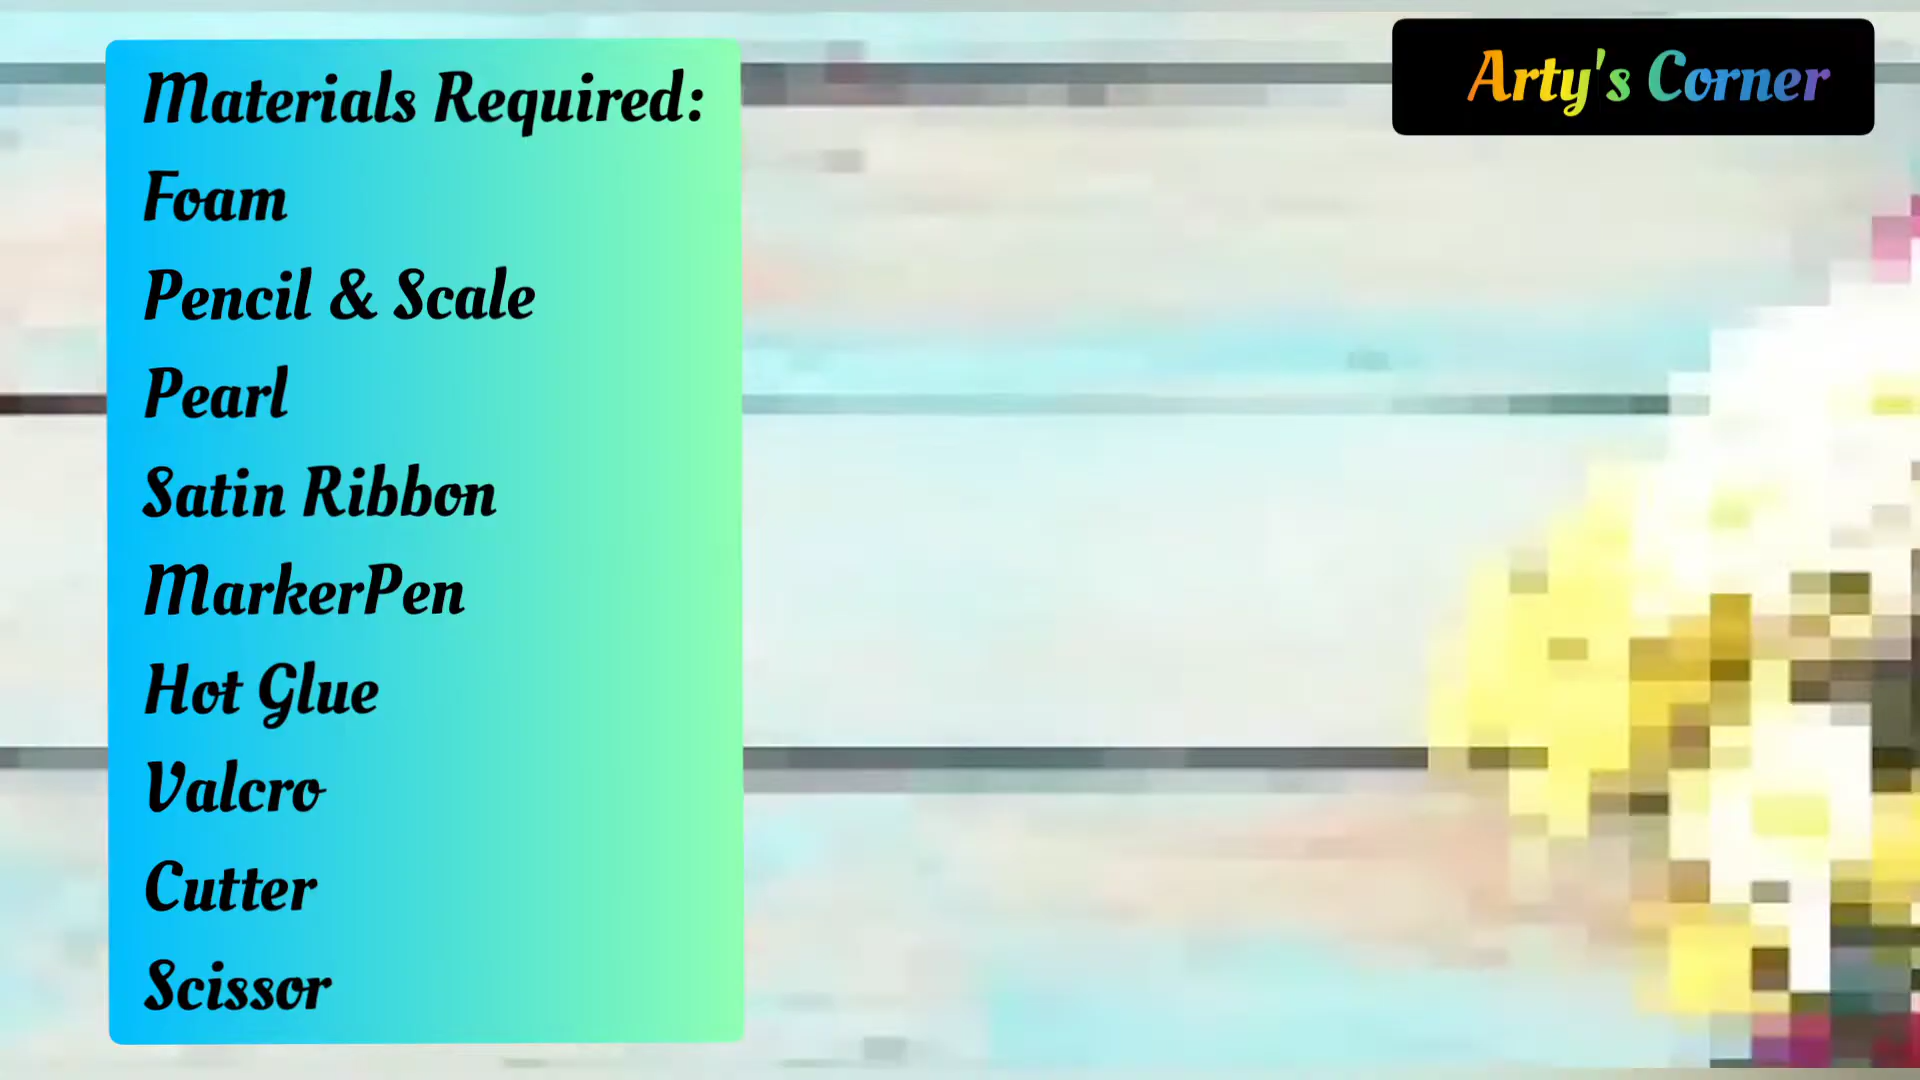 Materials Required:
Foam
Pencil & Scale
Pearl
Satin Ribbon
MarkerPen
Hot Glue
Valcro
Cutter
Scissor
Arty's Corner